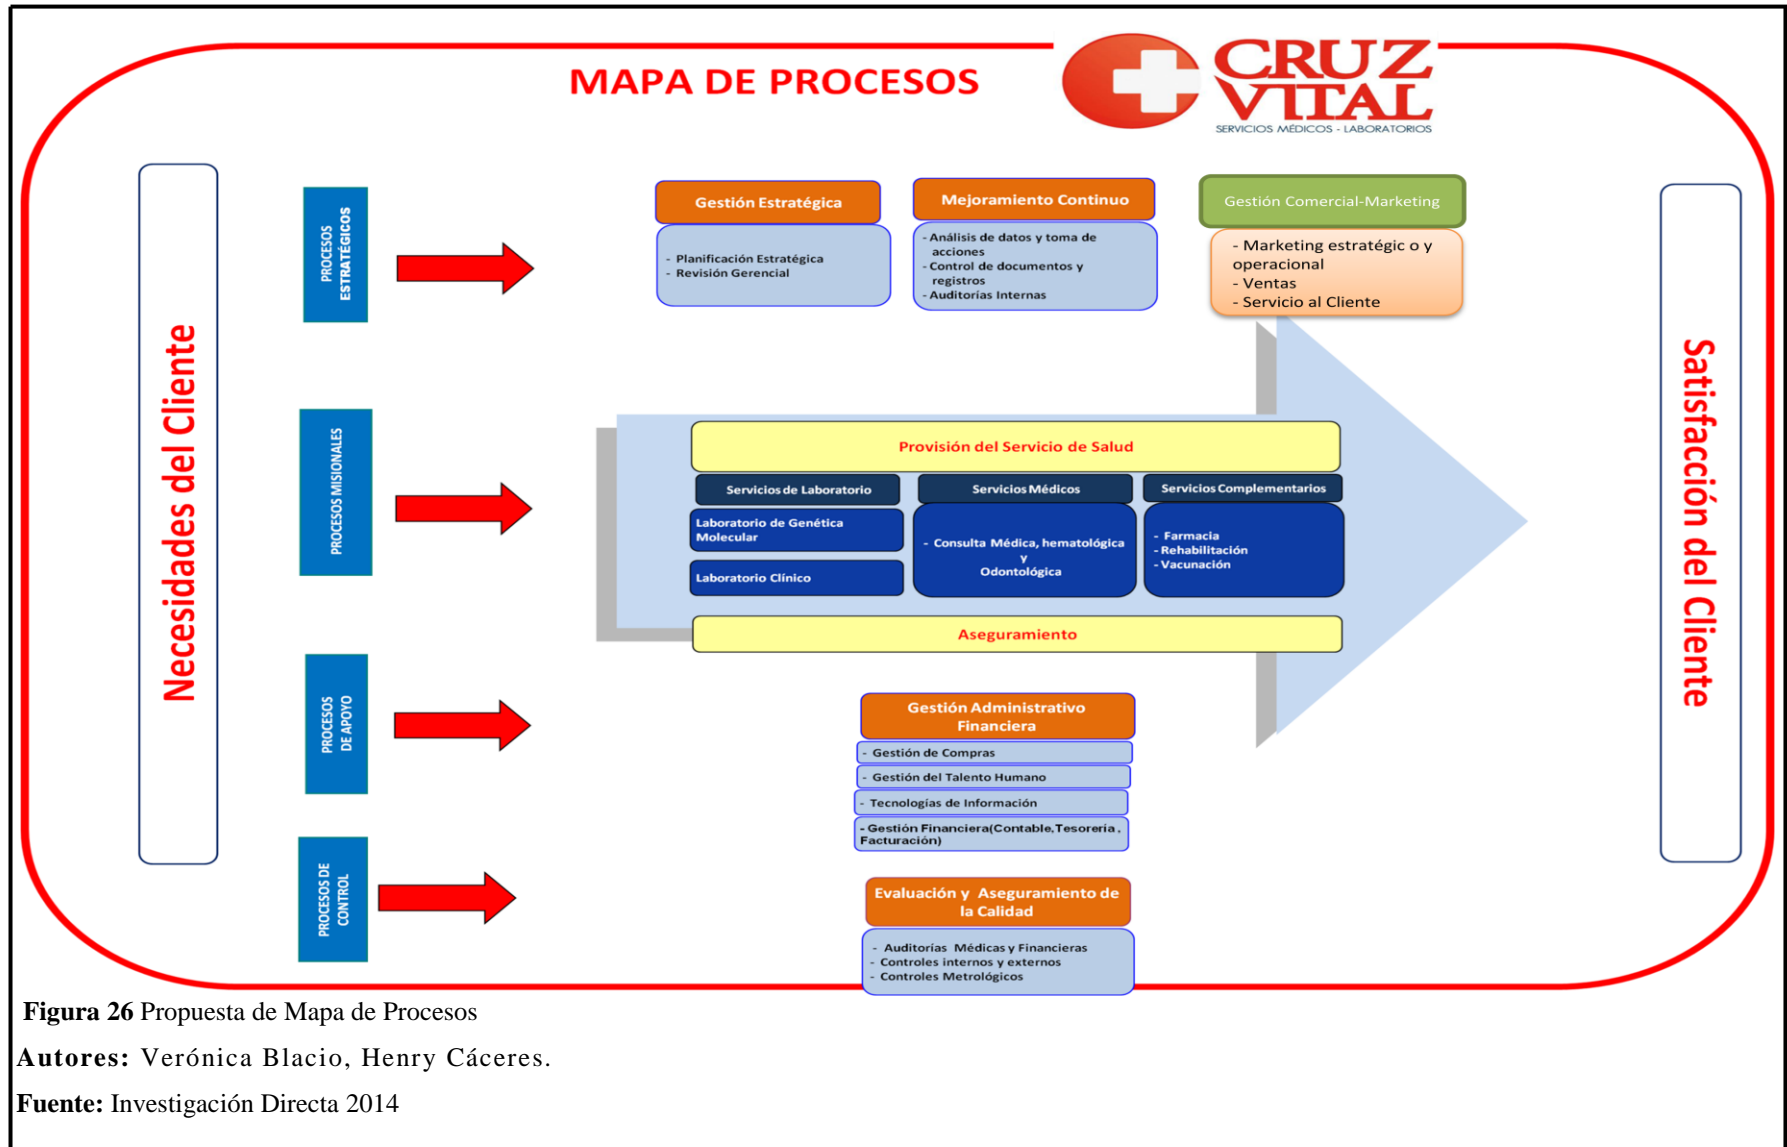 MAPA DE PROCESOS
CRUZ
VITAL
SERVICIOS MÉDICOS - LABORATORIOS
Necesidades del Cliente
PROCESOS
ESTRATÉGICOS
Gestión Estratégica
- Planificación Estratégica
- Revisión Gerencial
Mejoramiento Continuo
- Análisis de datos y toma de
acciones
- Control de documentos y
registros
- Auditorías Internas
Gestión Comercial-Marketing
- Marketing estratégic o y
operacional
- Ventas
- Servicio al Cliente
PROCESOS MISIONALES
Provisión del Servicio de Salud
Servicios de Laboratorio
Laboratorio de Genética
Molecular
Laboratorio Clínico
Servicios Médicos
- Consulta Médica, hematológica
y
Odontológica
Servicios Complementarios
- Farmacia
- Rehabilitación
- Vacunación
Aseguramiento
PROCESOS
DE APOYO
Gestión Administrativo
Financiera
- Gestión de Compras
- Gestión del Talento Humano
- Tecnologías de Información
- Gestión Financiera(Contable,Tesorería ,
Facturación)
PROCESOS DE
CONTROL
Evaluación y Aseguramiento de
la Calidad
- Auditorías Médicas y Financieras
- Controles internos y externos
- Controles Metrológicos
Satisfacción del Cliente
Figura 26 Propuesta de Mapa de Procesos
Autores: Verónica Blacio, Henry Cáceres.
Fuente: Investigación Directa 2014